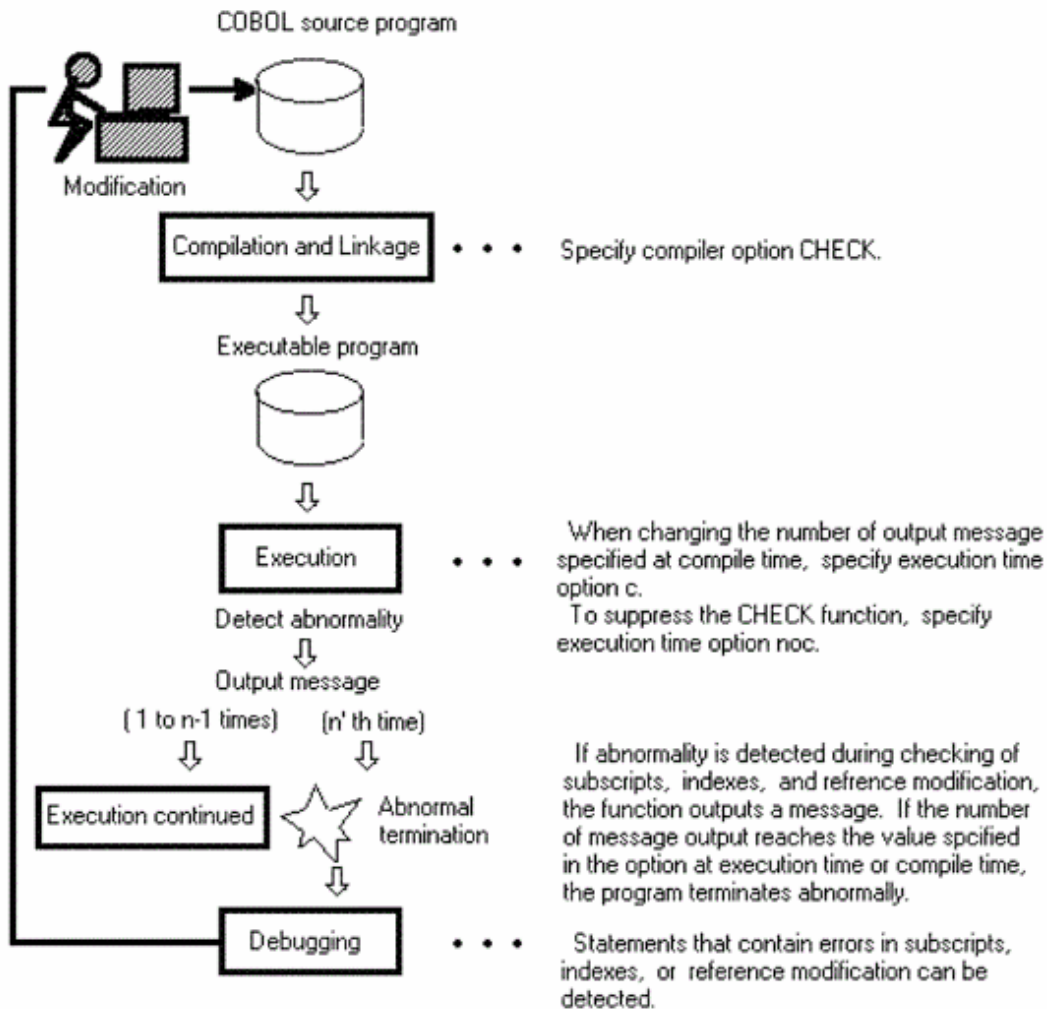 COBOL source program
Modification
Compilation and Linkage
• • •
Specify compiler option CHECK.
Executable program
Execution
• • •
When changing the number of output message
specified at compile time, specify execution time
option c.
To suppress the CHECK function, specify
execution time option noc.
Detect abnormality
Output message
( 1 to n-1 times)
(n' th time)
Execution continued
Abnormal
termination
If abnormality is detected during checking of
subscripts, indexes, and refrence modification,
the function outputs a message. If the number
of message output reaches the value spcified
in the option at execution time or compile time,
the program terminates abnormally.
Debugging
• • •
Statements that contain errors in subscripts,
indexes, or reference modification can be
detected.